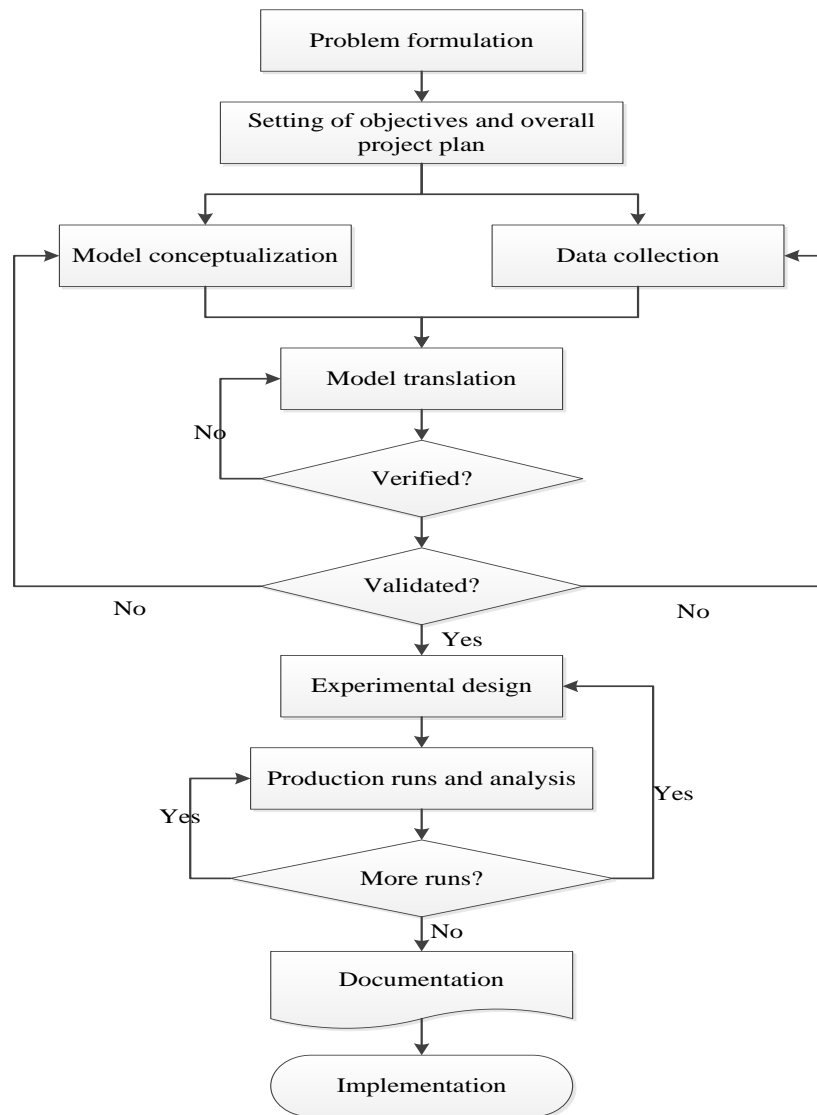 Problem formulation
Setting of objectives and overall
project plan
Model conceptualization
Data collection
Model translation
No
Verified?
Validated?
No
No
Yes
Experimental design
Production runs and analysis
Yes
Yes
More runs?
No
Documentation
Implementation